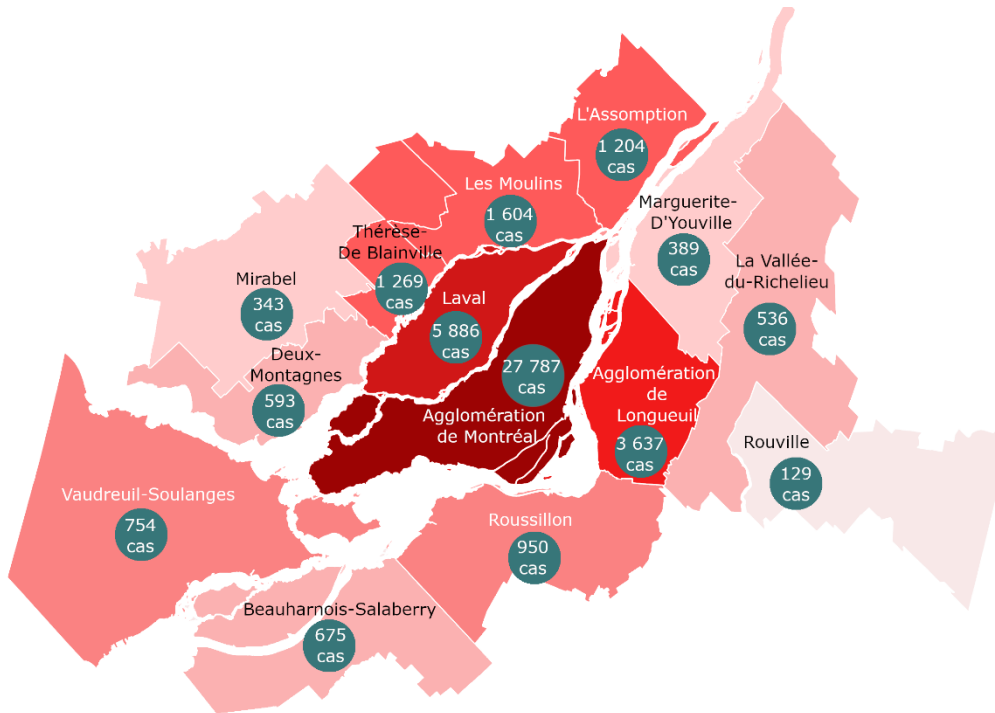 L'Assomption
1 204
cas
Les Moulins
1 604
cas
Marguerite-
D'Youville
389
cas
Thérèse-
De Blainville
1 269
cas
La Vallée-
du-Richelieu
536
cas
Mirabel
343
cas
Laval
5 886
cas
Deux-
Montagnes
593
cas
27 787
cas
Agglomération
de Montréal
Agglomération
de
Longueuil
3 637
cas
Rouville
129
cas
Vaudreuil-Soulanges
754
cas
Roussillon
950
cas
Beauharnois-Salaberry
675
cas